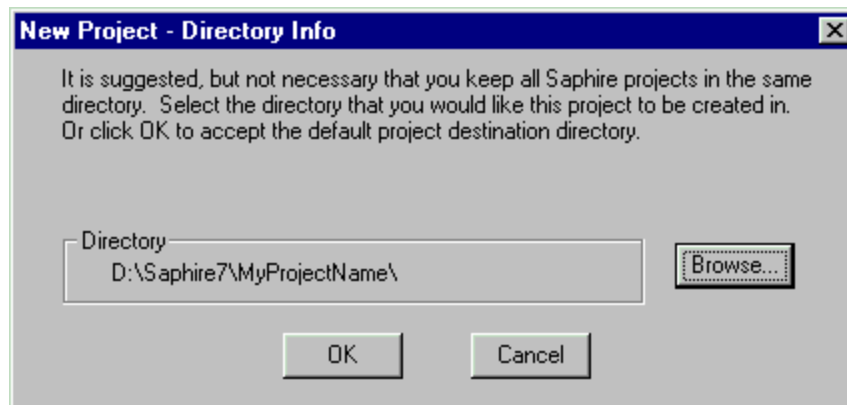 New Project - Directory Info
It is suggested, but not necessary that you keep all Saphire projects in the same
directory.  Select the directory that you would like this project to be created in.
Or click OK to accept the default project destination directory.
Directory
D:\Saphire7\MyProjectName\
Browse...
OK
Cancel